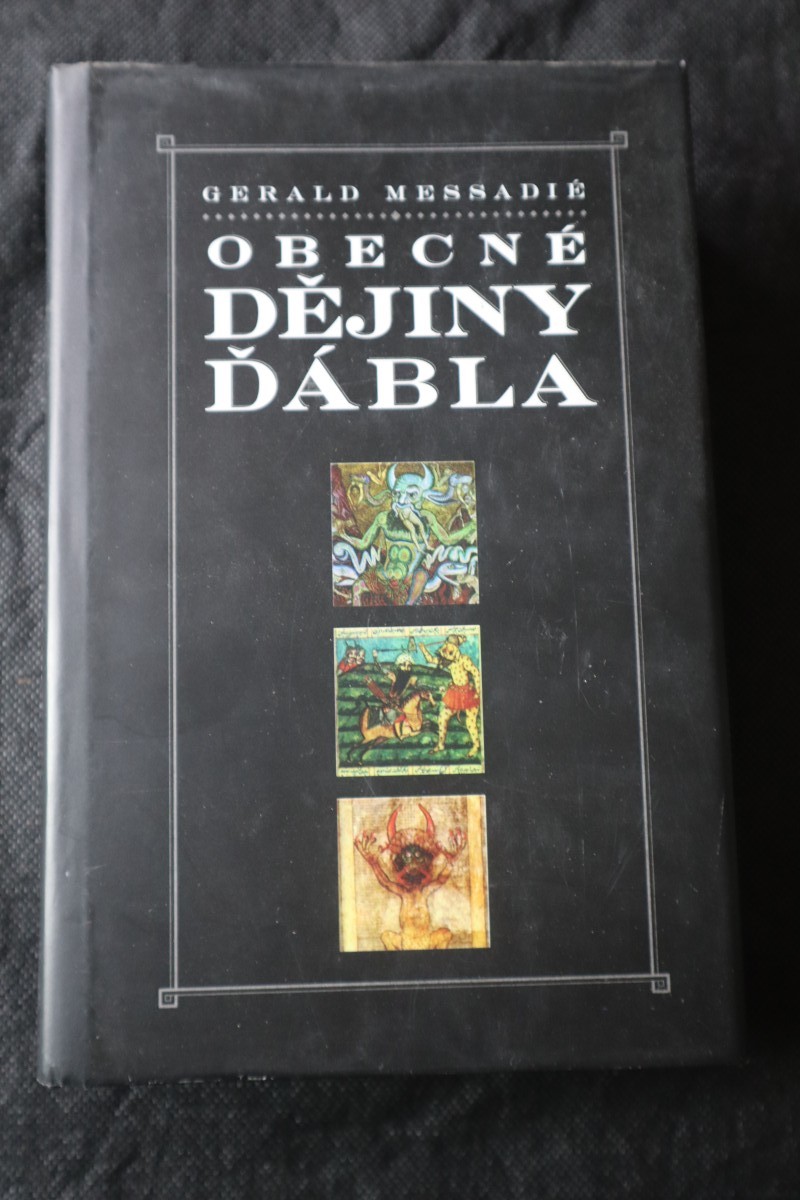 GERALD MESSADIÉ
OBECNÉ
DĚJINY
ĎÁBLA